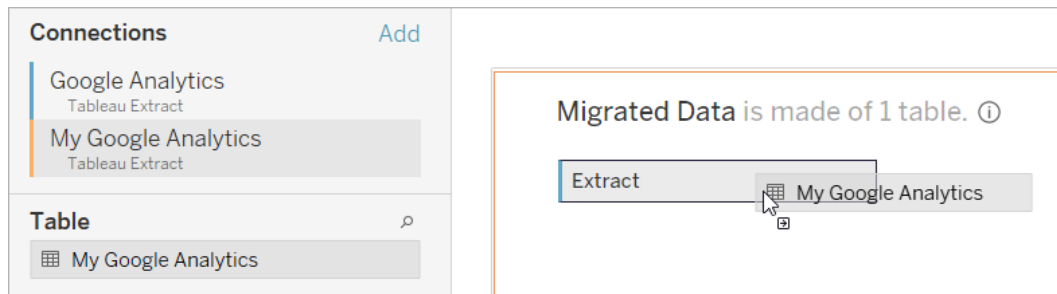 Connections Add
Google Analytics
Tableau Extract
My Google Analytics
Tableau Extract
Table
My Google Analytics
Migrated Data is made of 1 table.
Extract
My Google Analytics